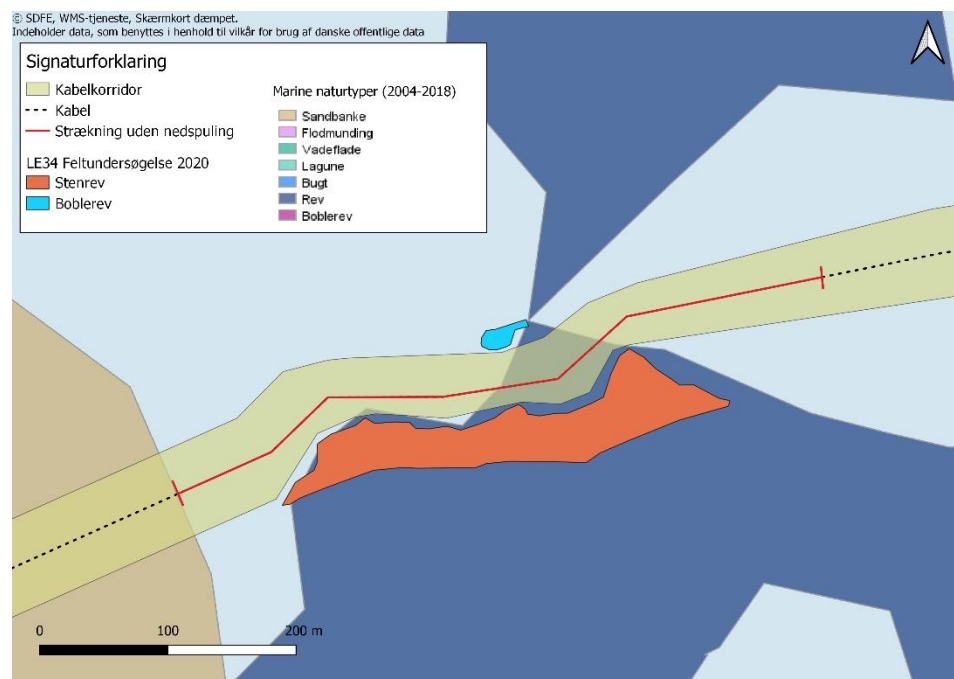 © SDFE, WMS-tjeneste, Skærmkort dæmpet.
Indeholder data, som benyttes i henhold til vilkår for brug af danske offentlige data
Signaturforklaring
Kabelkorridor
Kabel
Strækning uden nedspuling
LE34 Feltundersøgelse 2020
Stenrev
Boblerev
Marine naturtyper (2004-2018)
Sandbanke
Flodmunding
Vadeflade
Lagune
Bugt
Rev
Boblerev
0 100 200 m